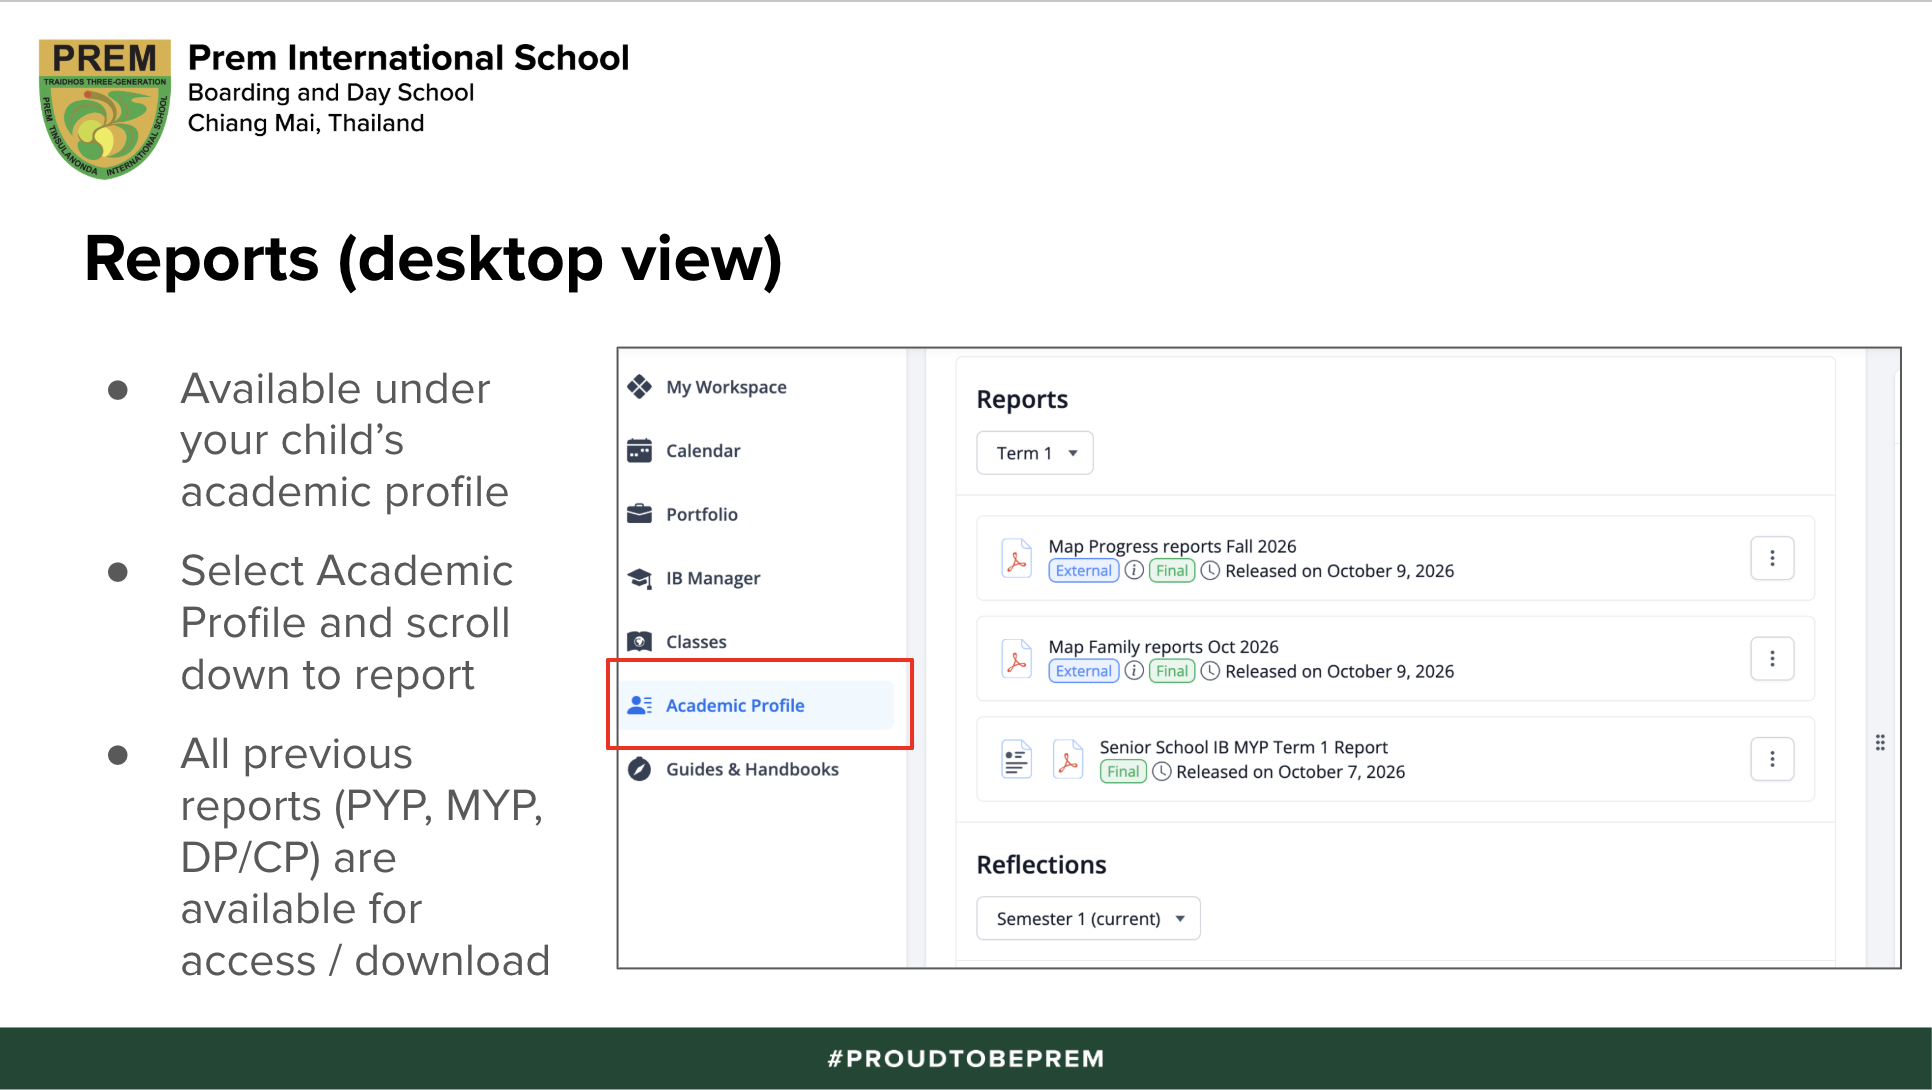 PREM
TRAIDHOS THREE-GENERATION
PREM TINSULANONDA INTERNATIONAL SCHOOL
Prem International School
Boarding and Day School
Chiang Mai, Thailand
Reports (desktop view)
● Available under
your child’s
academic profile
● Select Academic
Profile and scroll
down to report
● All previous
reports (PYP, MYP,
DP/CP) are
available for
access / download
My Workspace
Calendar
Portfolio
IB Manager
Classes
Academic Profile
Guides & Handbooks
Reports
Term 1
Map Progress reports Fall 2026
External i Final Released on October 9, 2026
Map Family reports Oct 2026
External i Final Released on October 9, 2026
Senior School IB MYP Term 1 Report
Final Released on October 7, 2026
Reflections
Semester 1 (current)
#PROUDTOBEPREM